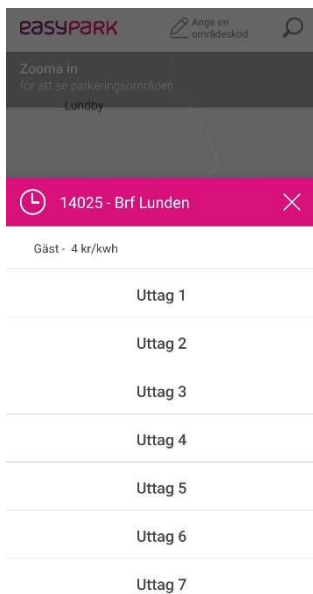 easypark
Ange en
områdeskod
Zooma in
för att se parkeringsområden
Lundby
14025 - Brf Lunden
Gäst - 4 kr/kwh
Uttag 1
Uttag 2
Uttag 3
Uttag 4
Uttag 5
Uttag 6
Uttag 7